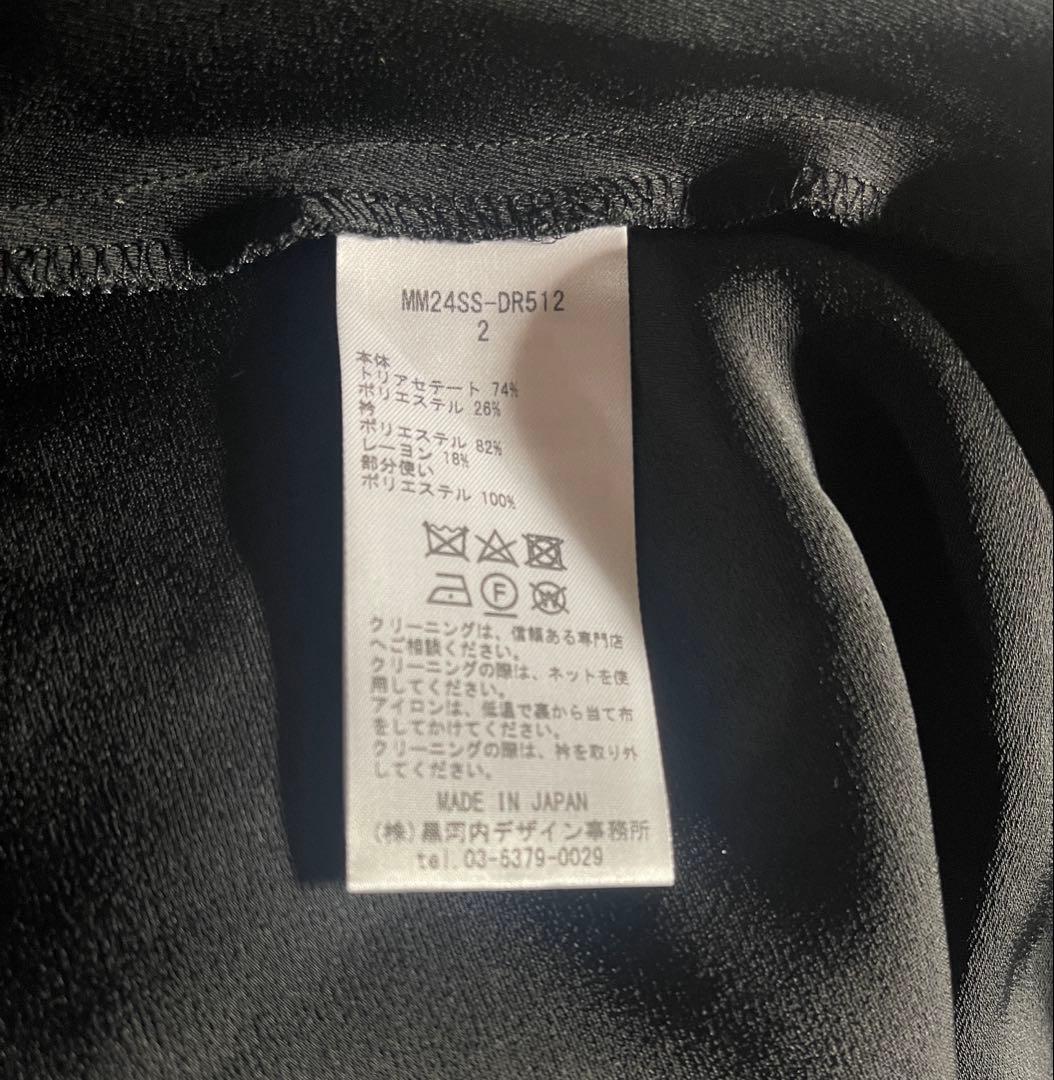 MM24SS-DR512
2
本体
トリアセテート 74%
ポリエステル 26%
衿
ポリエステル 82%
レーヨン 18%
部分使い
ポリエステル 100%
F
W
クリーニングは、信頼ある専門店
へご相談ください。
クリーニングの際は、ネットを使
用してください。
アイロンは、低温で裏から当て布
をしてかけてください。
クリーニングの際は、衿を取り外
してください。
MADE IN JAPAN
(株)黒河内デザイン事務所
tel.03-5379-0029